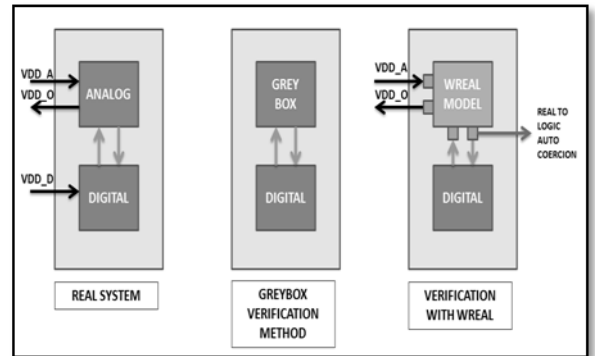 VDD_A
VDD_O
ANALOG
VDD_D
DIGITAL
REAL SYSTEM
GREY
BOX
DIGITAL
GREYBOX
VERIFICATION
METHOD
VDD_A
VDD_O
WREAL
MODEL
REAL TO
LOGIC
AUTO
COERCION
DIGITAL
VERIFICATION
WITH WREAL